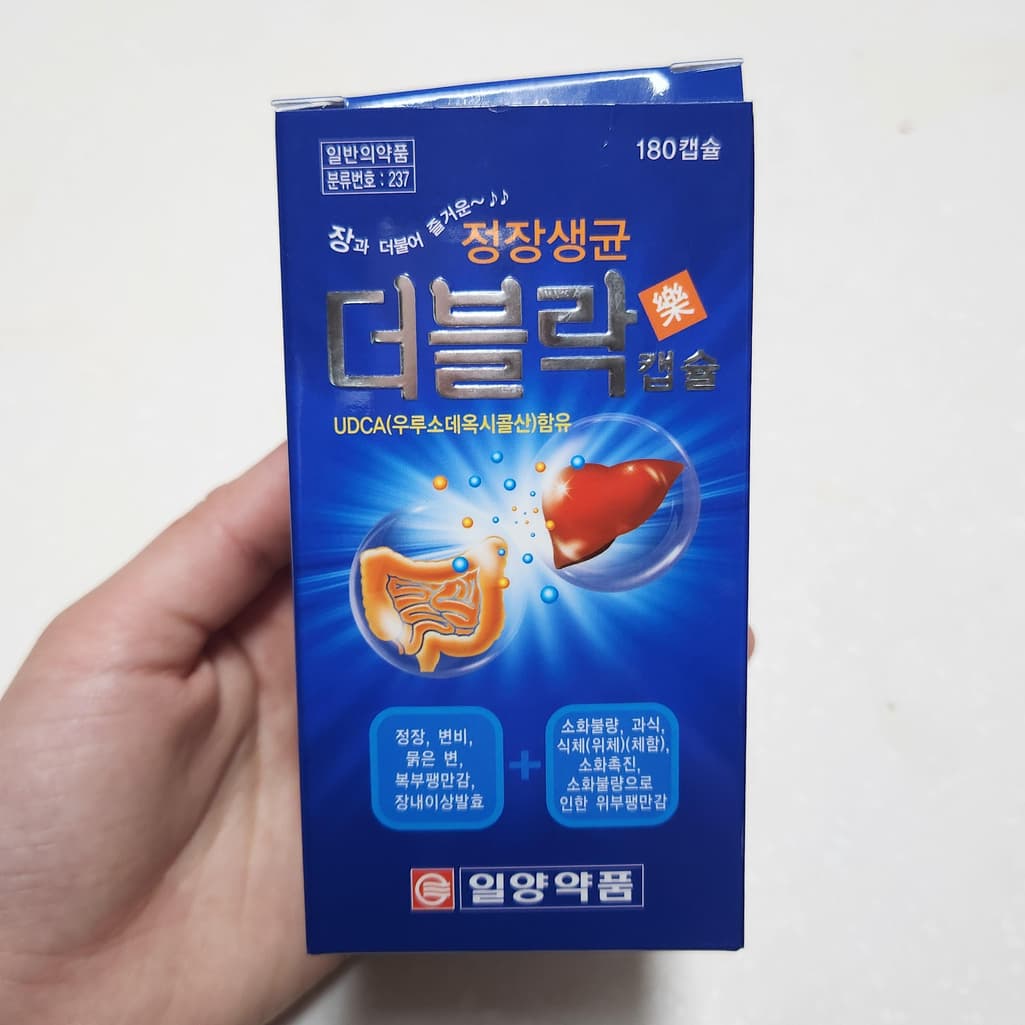 일반의약품
분류번호 : 237
180캡슐
장과 더불어 즐거운~♪♪
정장생균
더블락 樂
캡슐
UDCA(우루소데옥시콜산)함유
정장, 변비,
묽은 변,
복부팽만감,
장내이상발효
+
소화불량, 과식,
식체(위체)(체함),
소화촉진,
소화불량으로
인한 위부팽만감
일양약품